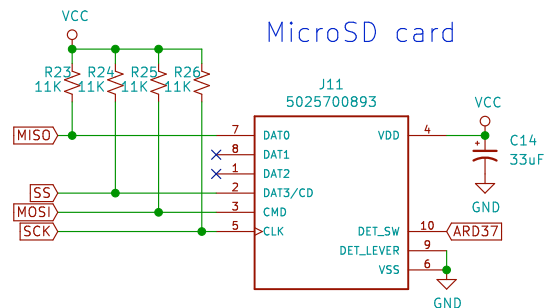 VCC
MicroSD card
R23 R24 R25 R26
11K 11K 11K 11K
J11
5025700893
VCC
MISO 7 DAT0 VDD 4
C14
+
33uF
8 DAT1
1 DAT2
SS 2 DAT3/CD
GND
MOSI 3 CMD
SCK 5 CLK DET_SW 10 ARD37
DET_LEVER 9
VSS 6
GND